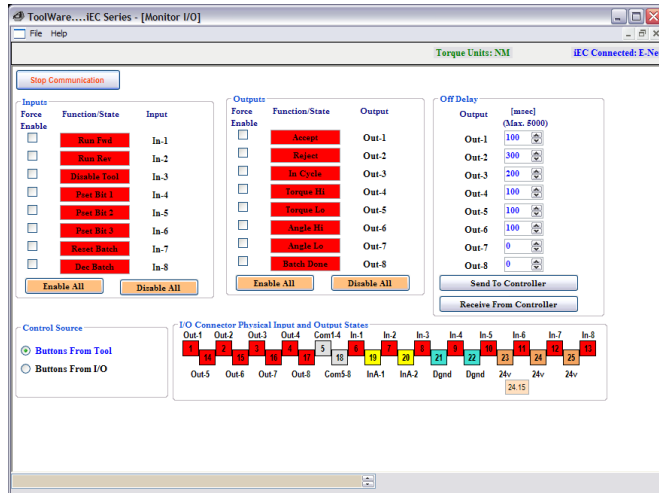 ToolWare....iEC Series - [Monitor I/O]
File Help
Torque Units: NM iEC Connected: E-Ne
Stop Communication
Inputs
Force Enable Function/State Input
Run Fwd In-1
Run Rev In-2
Disable Tool In-3
Pset Bit 1 In-4
Pset Bit 2 In-5
Pset Bit 3 In-6
Reset Batch In-7
Dec Batch In-8
Enable All Disable All
Outputs
Force Enable Function/State Output
Accept Out-1
Reject Out-2
In Cycle Out-3
Torque Hi Out-4
Torque Lo Out-5
Angle Hi Out-6
Angle Lo Out-7
Batch Done Out-8
Enable All Disable All
Off Delay
Output [msec]
(Max. 5000)
Out-1 100
Out-2 300
Out-3 200
Out-4 100
Out-5 100
Out-6 100
Out-7 0
Out-8 0
Send To Controller
Receive From Controller
Control Source
Buttons From Tool
Buttons From I/O
I/O Connector Physical Input and Output States
Out-1 Out-2 Out-3 Out-4 Com1-4 In-1 In-2 In-3 In-4 In-5 In-6 In-7 In-8
1 2 3 4 5 6 7 8 9 10 11 12 13
14 15 16 17 18 19 20 21 22 23 24 25
Out-5 Out-6 Out-7 Out-8 Com5-8 InA-1 InA-2 Dgnd Dgnd 24v 24v 24v
24.15